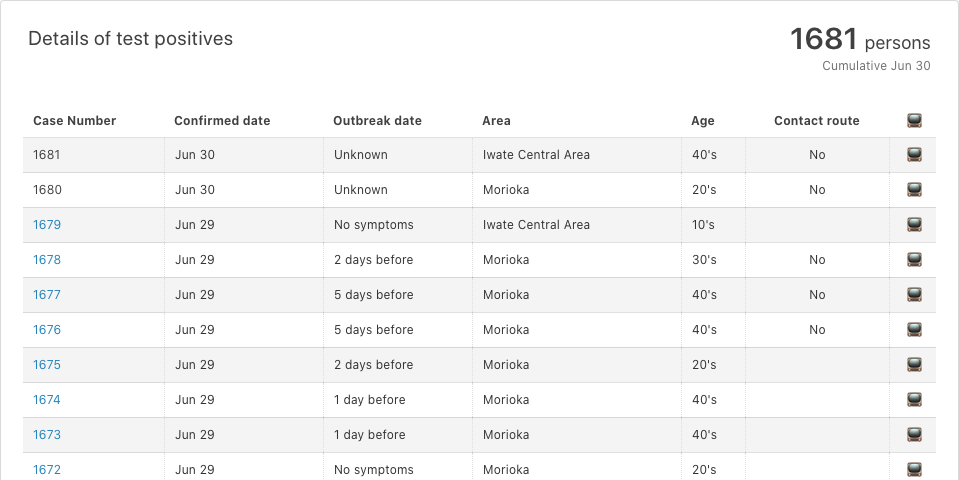 Details of test positives
1681 persons
Cumulative Jun 30
Case Number Confirmed date Outbreak date Area Age Contact route
1681 Jun 30 Unknown Iwate Central Area 40's No
1680 Jun 30 Unknown Morioka 20's No
1679 Jun 29 No symptoms Iwate Central Area 10's
1678 Jun 29 2 days before Morioka 30's No
1677 Jun 29 5 days before Morioka 40's No
1676 Jun 29 5 days before Morioka 40's No
1675 Jun 29 2 days before Morioka 20's
1674 Jun 29 1 day before Morioka 40's
1673 Jun 29 1 day before Morioka 40's
1672 Jun 29 No symptoms Morioka 20's